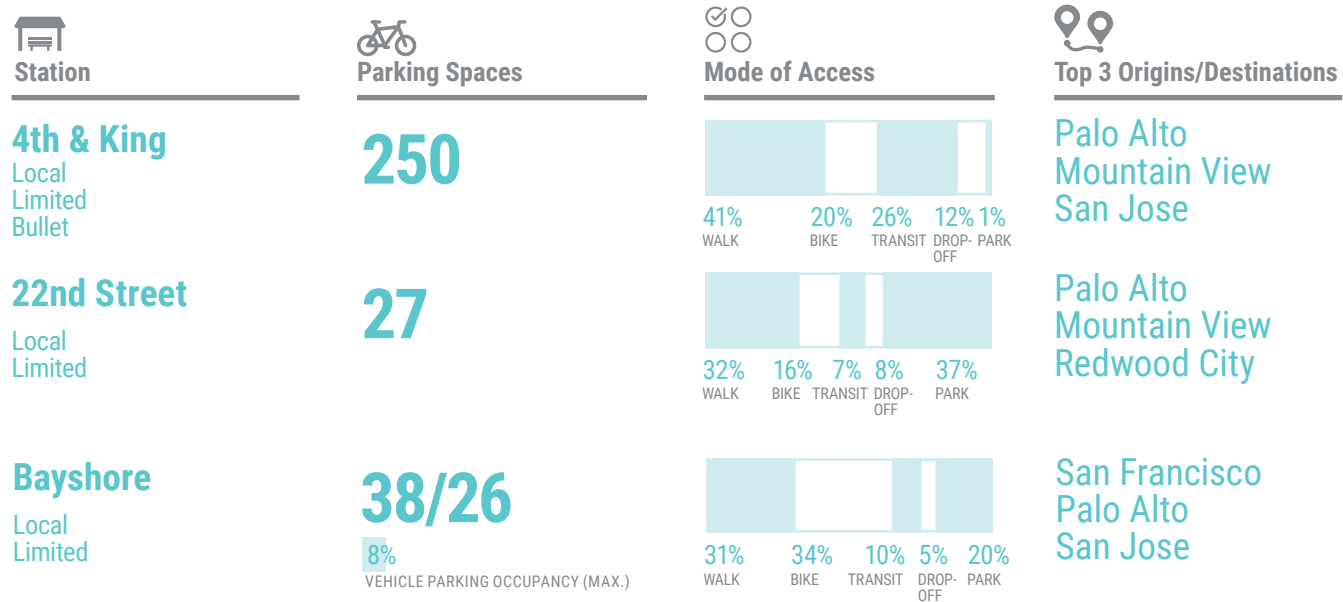 Station
Parking Spaces
Mode of Access
Top 3 Origins/Destinations
4th & King
Local
Limited
Bullet
250
41% 20% 26% 12% 1%
WALK BIKE TRANSIT DROP- PARK
OFF
Palo Alto
Mountain View
San Jose
22nd Street
Local
Limited
27
32% 16% 7% 8% 37%
WALK BIKE TRANSIT DROP- PARK
OFF
Palo Alto
Mountain View
Redwood City
Bayshore
Local
Limited
38/26
8%
VEHICLE PARKING OCCUPANCY (MAX.)
31% 34% 10% 5% 20%
WALK BIKE TRANSIT DROP- PARK
OFF
San Francisco
Palo Alto
San Jose